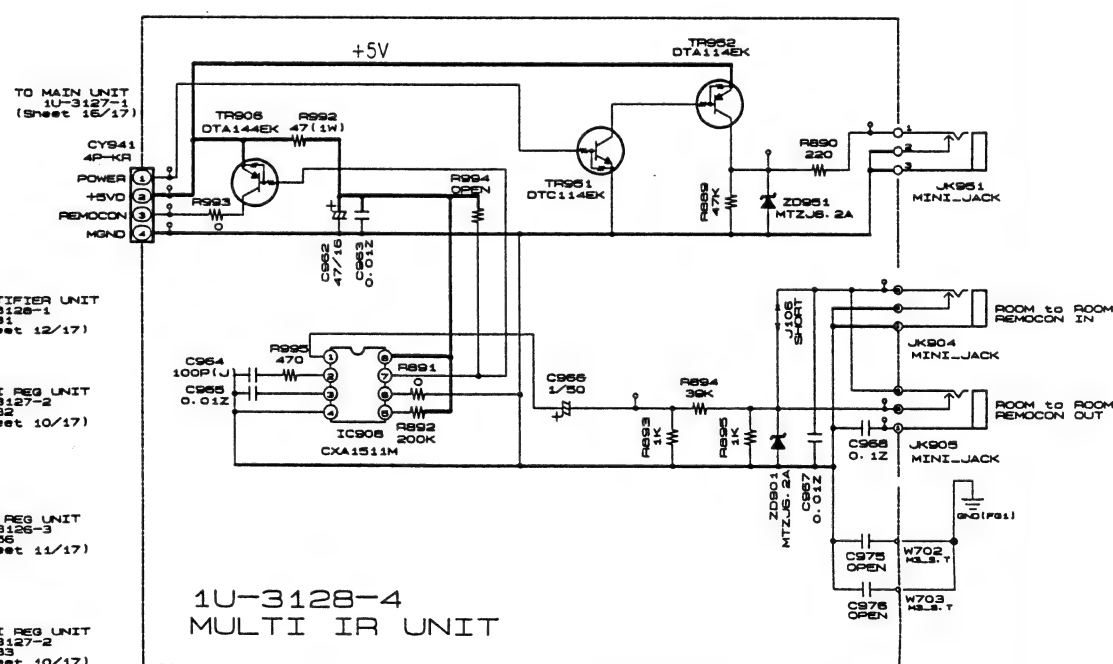 +5V
TR952
DTA114EK
TO MAIN UNIT
1U-3127-1
(Sheet 16/17)
CY941
4P-KR
TR906
DTA144EK
R992
47(1W)
POWER
1
+5VD
2
REMOCON
3
MGND
4
R993
0
R994
OPEN
TR951
DTC114EK
R890
220
1
2
3
JK951
MINI_JACK
R889
47K
ZD951
MTZJ6.2A
C962
47/16
C963
0.01Z
TIFIER UNIT
3128-1
31
et 12/17)
ROOM to ROOM
REMOCON IN
JK904
MINI_JACK
J106
SHORT
C964
100P(J
R995
470
C965
0.01Z
1
2
3
4
8
7
6
5
R891
0
R892
200K
IC908
CXA1511M
C966
1/50
R894
39K
R893
1K
R895
1K
ZD901
MTZJ6.2A
C967
0.01Z
C968
0.1Z
I REG UNIT
3127-2
32
et 10/17)
ROOM to ROOM
REMOCON OUT
JK905
MINI_JACK
GND(FG1)
REG UNIT
3126-3
56
et 11/17)
C975
OPEN
W702
MG_S.T
C976
OPEN
W703
MG_S.T
1U-3128-4
MULTI IR UNIT
I REG UNIT
3127-2
33
et 10/17)